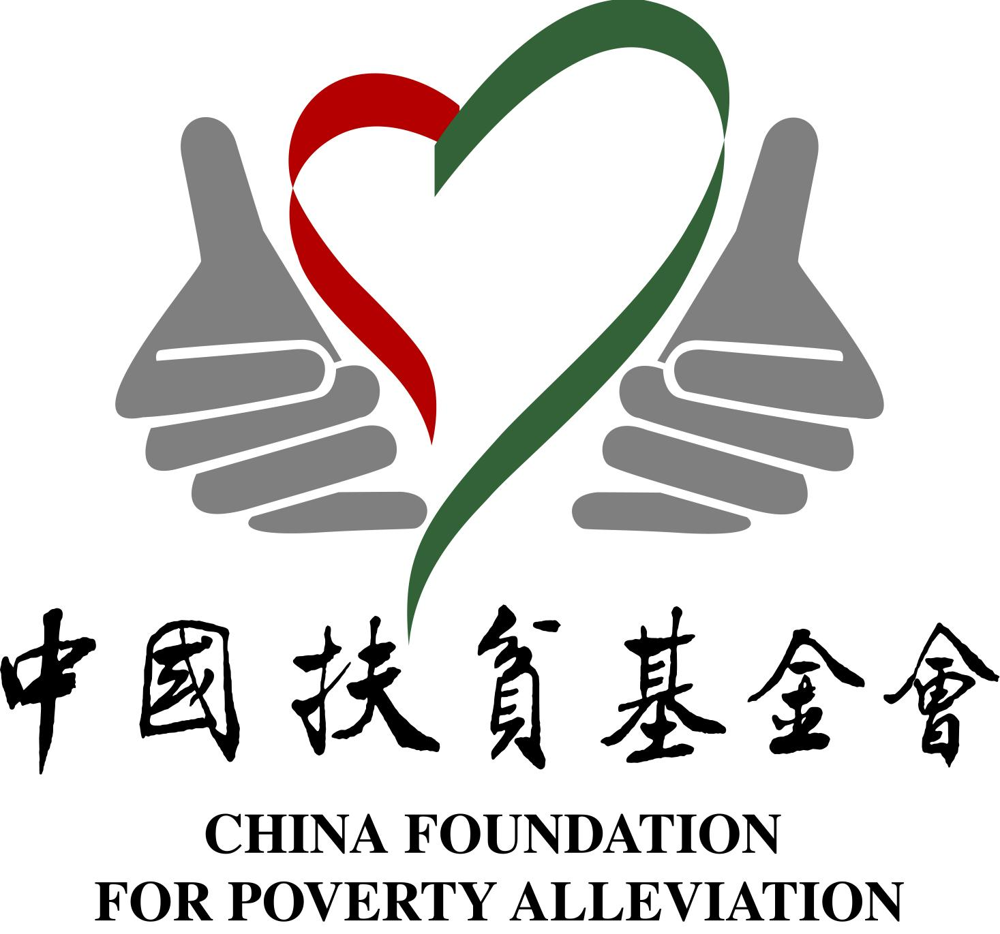 中國扶貧基金會
CHINA FOUNDATION
FOR POVERTY ALLEVIATION